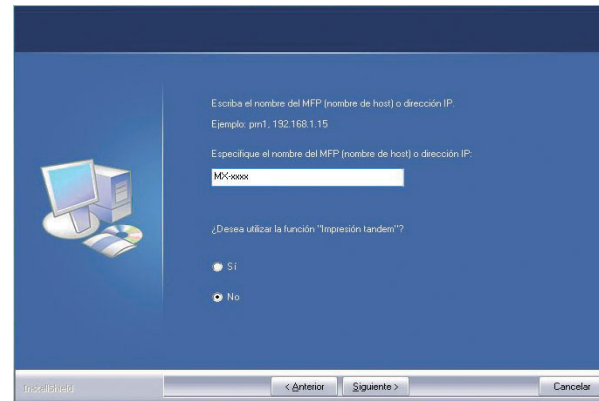 Escriba el nombre del MFP (nombre de host) o dirección IP.
Ejemplo: prn1, 192.168.1.15
Especifique el nombre del MFP (nombre de host) o dirección IP:
MX-xxxx
¿Desea utilizar la función "Impresión tandem"?
Sí
No
InstallShield
< Anterior
Siguiente >
Cancelar